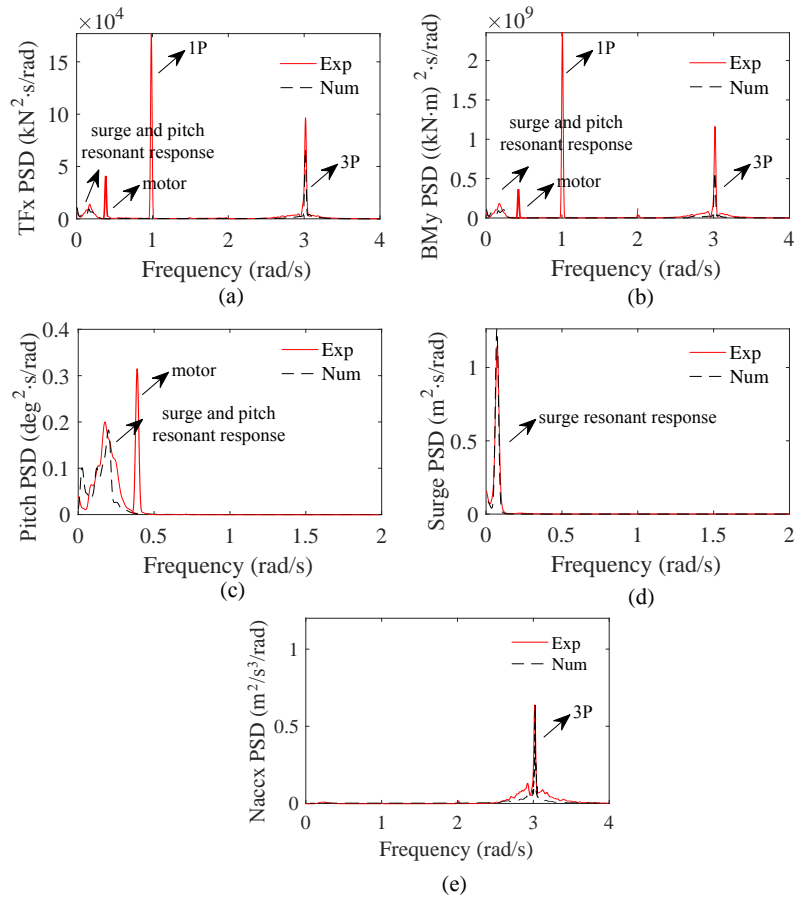 ×10⁴
TFx PSD (kN²·s/rad)
15
10
5
0
1P
Exp
Num
surge and pitch
resonant response
motor
3P
0 1 2 3 4
Frequency (rad/s)
(a)
×10⁹
BMy PSD ((kN·m) ²·s/rad)
2
1.5
1
0.5
0
1P
Exp
Num
surge and pitch
resonant response
motor
3P
0 1 2 3 4
Frequency (rad/s)
(b)
Pitch PSD (deg²·s/rad)
0.4
0.3
0.2
0.1
0
motor
Exp
Num
surge and pitch
resonant response
0 0.5 1 1.5 2
Frequency (rad/s)
(c)
Surge PSD (m²·s/rad)
1
0.5
0
Exp
Num
surge resonant response
0 0.5 1 1.5 2
Frequency (rad/s)
(d)
Naccx PSD (m²/s³/rad)
1
0.5
0
Exp
Num
3P
0 1 2 3 4
Frequency (rad/s)
(e)